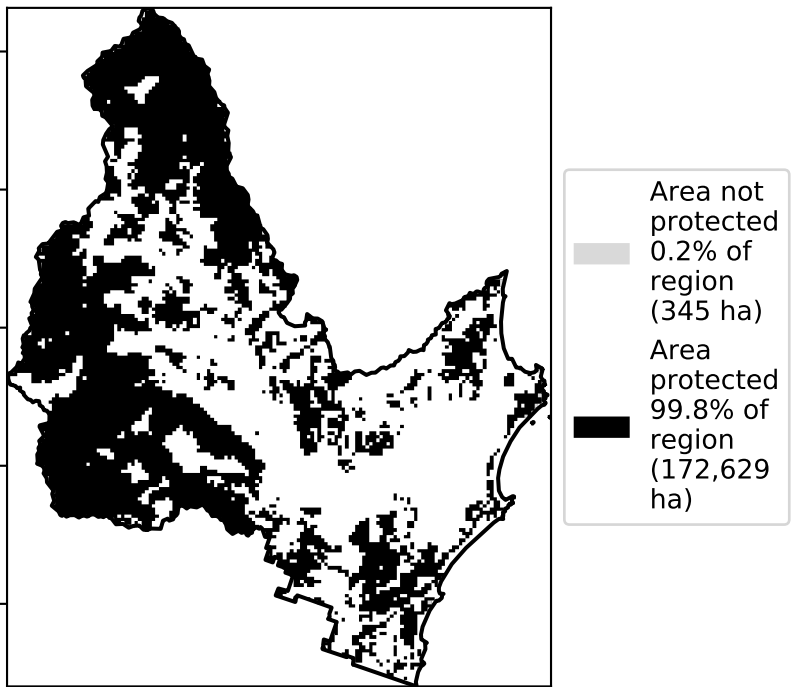 Area not
protected
0.2% of
region
(345 ha)
Area
protected
99.8% of
region
(172,629
ha)